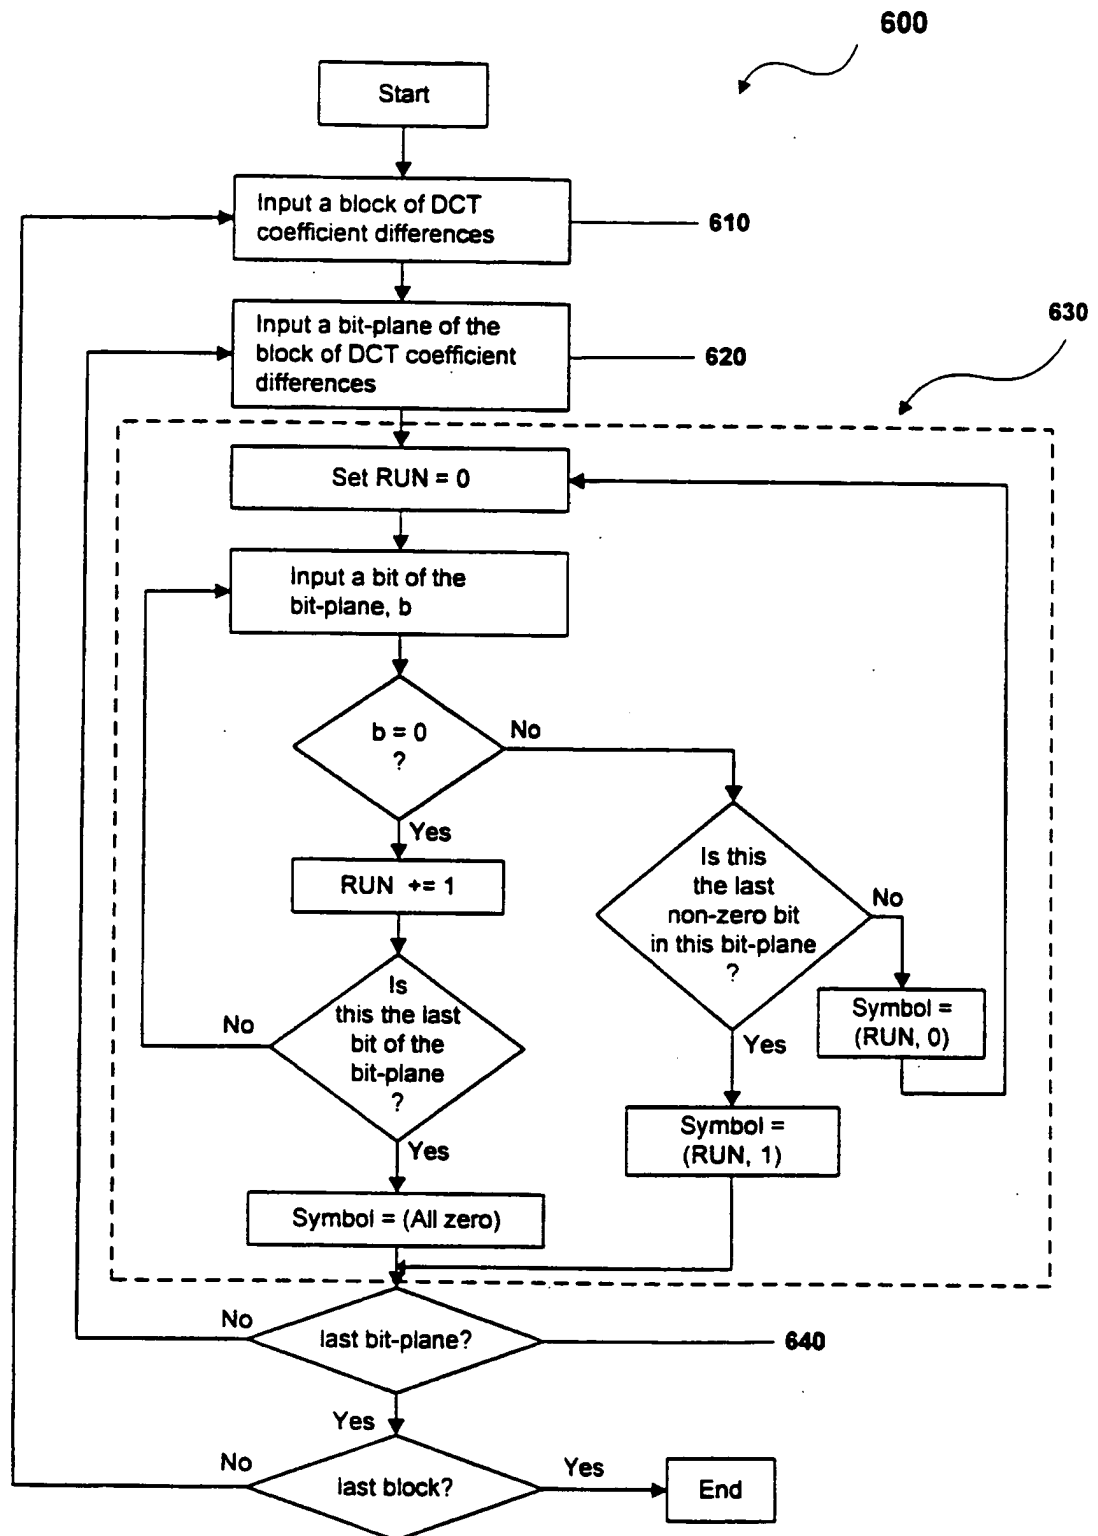 600
Start
Input a block of DCT
coefficient differences
610
Input a bit-plane of the
block of DCT coefficient
differences
620
630
Set RUN = 0
Input a bit of the
bit-plane, b
b = 0
?
No
Yes
RUN += 1
Is this
the last
non-zero bit
in this bit-plane
?
No
Symbol =
(RUN, 0)
Is
this the last
bit of the
bit-plane
?
No
Yes
Yes
Symbol =
(RUN, 1)
Symbol = (All zero)
last bit-plane?
No
640
Yes
last block?
No
Yes
End